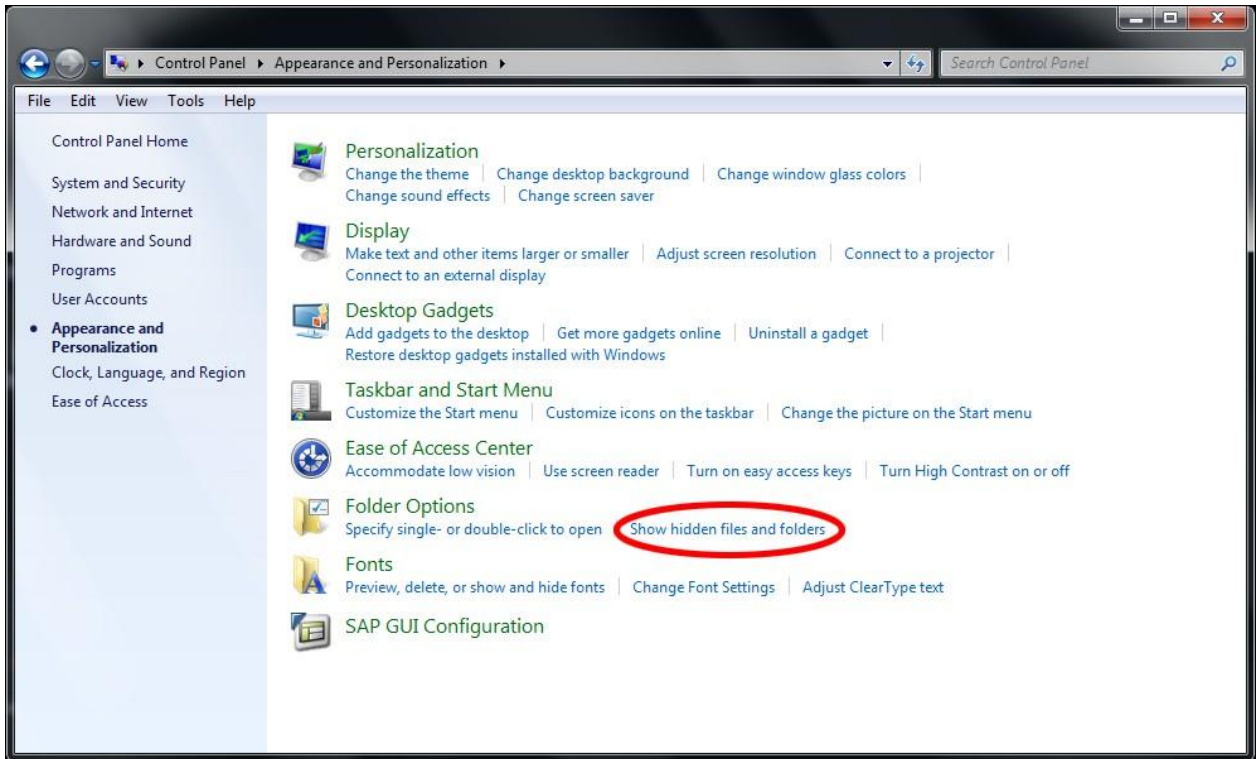 Control Panel Appearance and Personalization
Search Control Panel
File Edit View Tools Help
Control Panel Home
System and Security
Network and Internet
Hardware and Sound
Programs
User Accounts
Appearance and
Personalization
Clock, Language, and Region
Ease of Access
Personalization
Change the theme Change desktop background Change window glass colors
Change sound effects Change screen saver
Display
Make text and other items larger or smaller Adjust screen resolution Connect to a projector
Connect to an external display
Desktop Gadgets
Add gadgets to the desktop Get more gadgets online Uninstall a gadget
Restore desktop gadgets installed with Windows
Taskbar and Start Menu
Customize the Start menu Customize icons on the taskbar Change the picture on the Start menu
Ease of Access Center
Accommodate low vision Use screen reader Turn on easy access keys Turn High Contrast on or off
Folder Options
Specify single- or double-click to open Show hidden files and folders
Fonts
Preview, delete, or show and hide fonts Change Font Settings Adjust ClearType text
SAP GUI Configuration